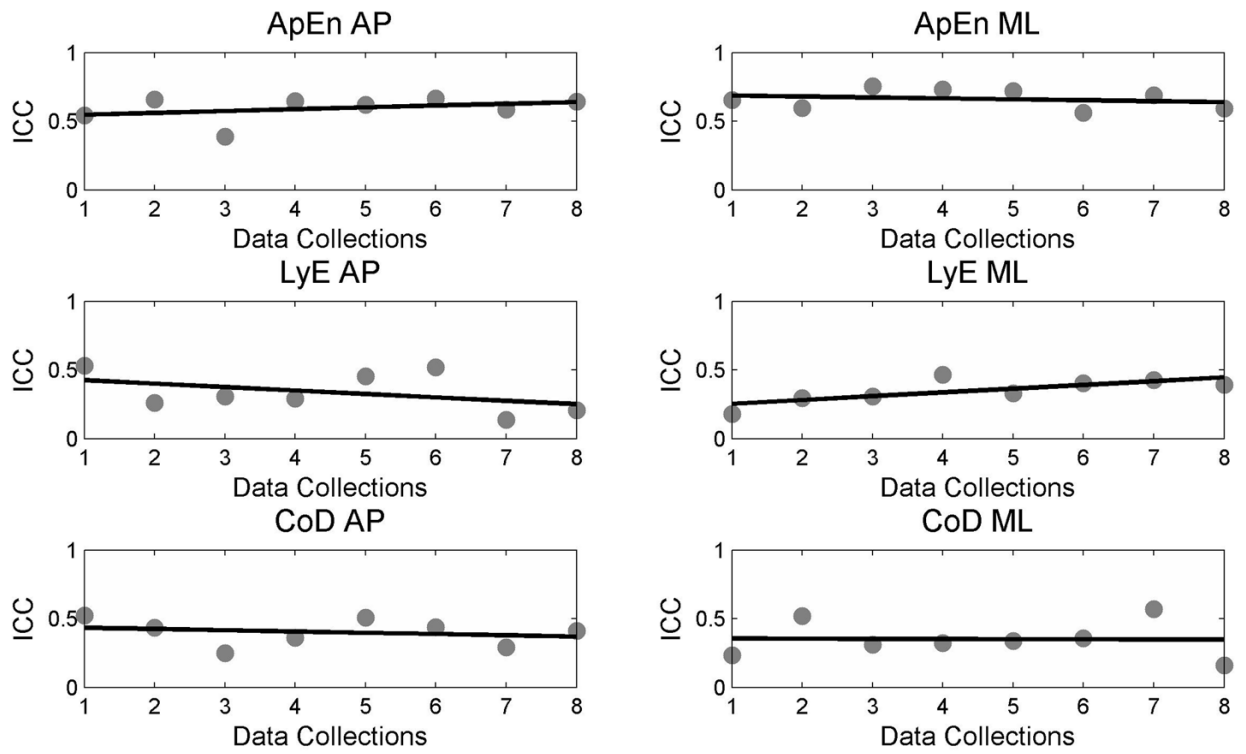 ApEn AP
1
0.5
0
ICC
1 2 3 4 5 6 7 8
Data Collections
ApEn ML
1
0.5
0
ICC
1 2 3 4 5 6 7 8
Data Collections
LyE AP
1
0.5
0
ICC
1 2 3 4 5 6 7 8
Data Collections
LyE ML
1
0.5
0
ICC
1 2 3 4 5 6 7 8
Data Collections
CoD AP
1
0.5
0
ICC
1 2 3 4 5 6 7 8
Data Collections
CoD ML
1
0.5
0
ICC
1 2 3 4 5 6 7 8
Data Collections